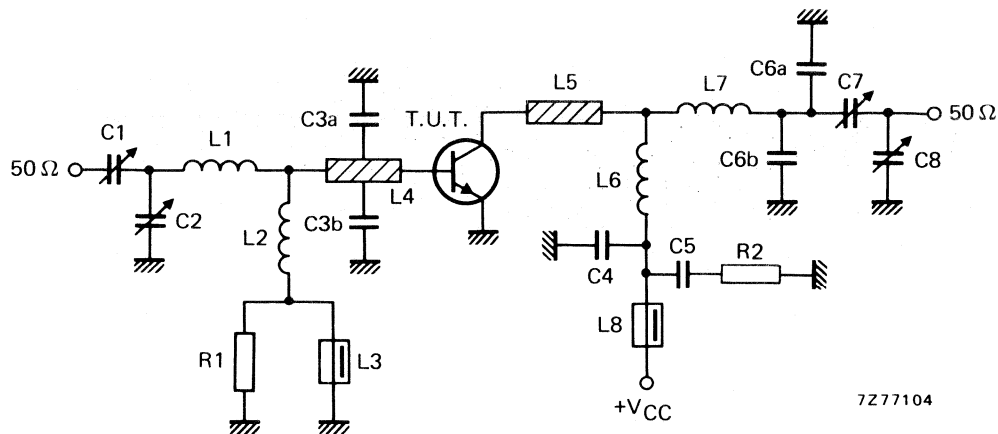 C6a
C7
L5
L7
50 Ω
C3a
T.U.T.
C1
L1
50 Ω
C6b
C8
L4
L6
C2
C3b
L2
C5
R2
C4
L8
R1
L3
+VCC
7Z77104